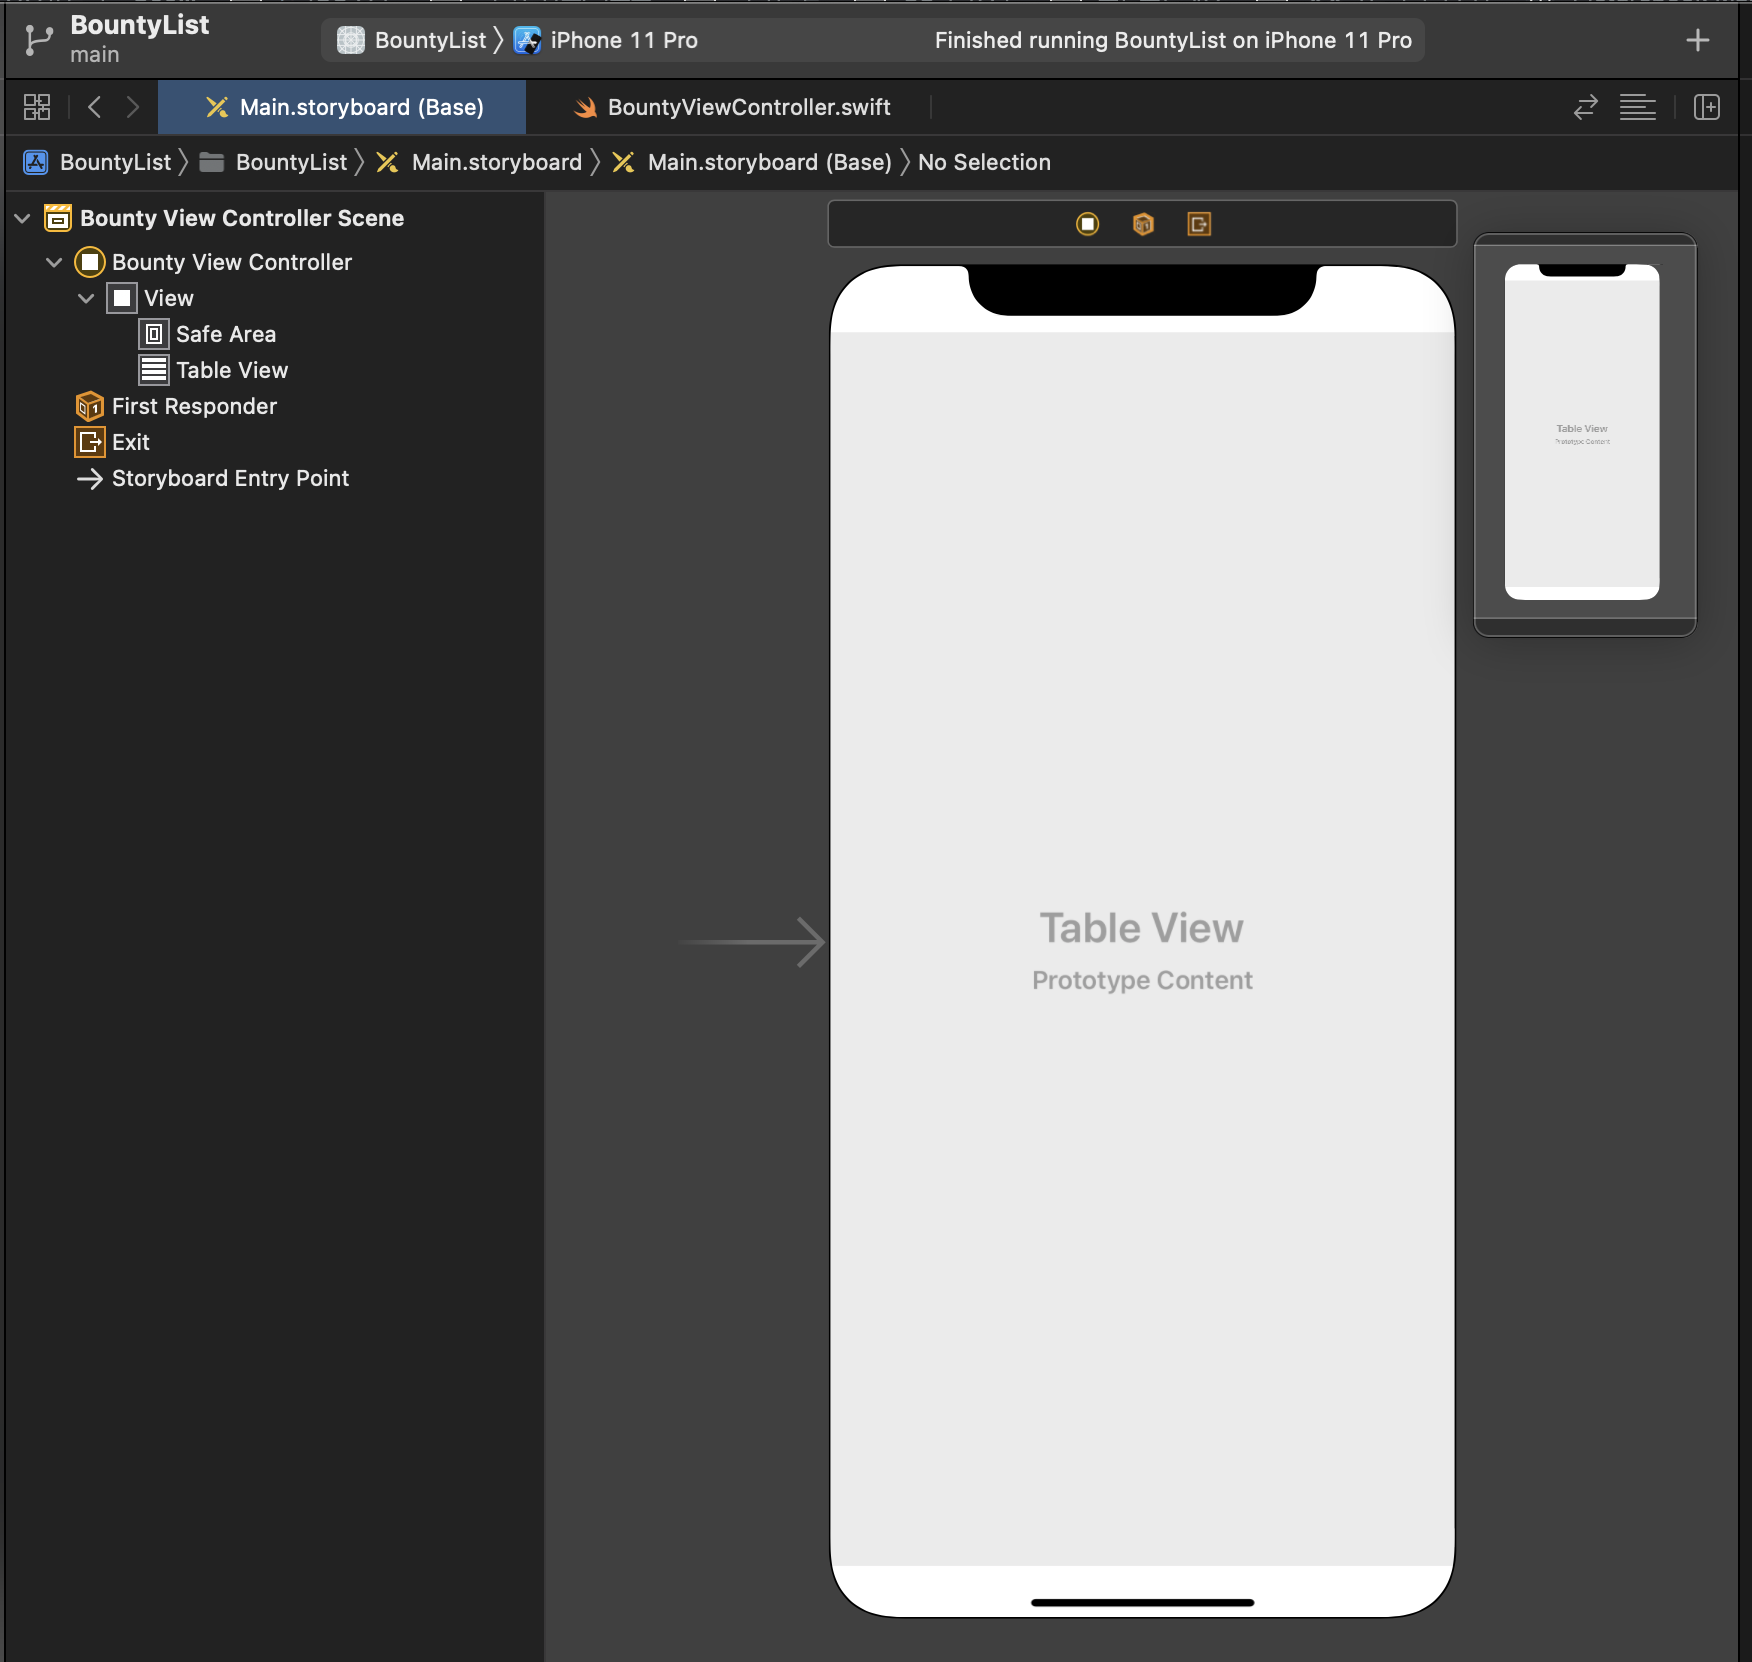 BountyList
main
BountyList
iPhone 11 Pro
Finished running BountyList on iPhone 11 Pro
Main.storyboard (Base)
BountyViewController.swift
BountyList
BountyList
Main.storyboard
Main.storyboard (Base)
No Selection
Bounty View Controller Scene
Bounty View Controller
View
Safe Area
Table View
First Responder
Exit
Storyboard Entry Point
Table View
Prototype Content
Table View
Prototype Content